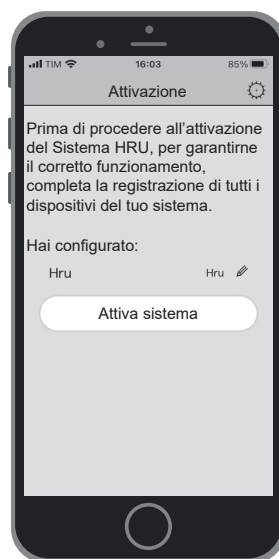 TIM 16:03 85%
Attivazione
Prima di procedere all'attivazione
del Sistema HRU, per garantirne
il corretto funzionamento,
completa la registrazione di tutti i
dispositivi del tuo sistema.
Hai configurato:
Hru Hru
Attiva sistema